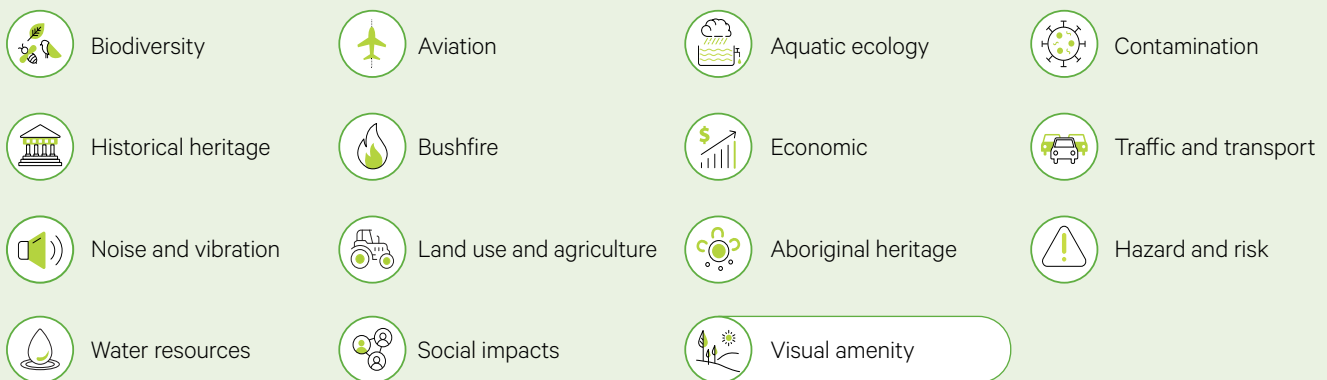 Biodiversity
Aviation
Aquatic ecology
Contamination
Historical heritage
Bushfire
$
Economic
Traffic and transport
Noise and vibration
Land use and agriculture
Aboriginal heritage
Hazard and risk
Water resources
Social impacts
Visual amenity